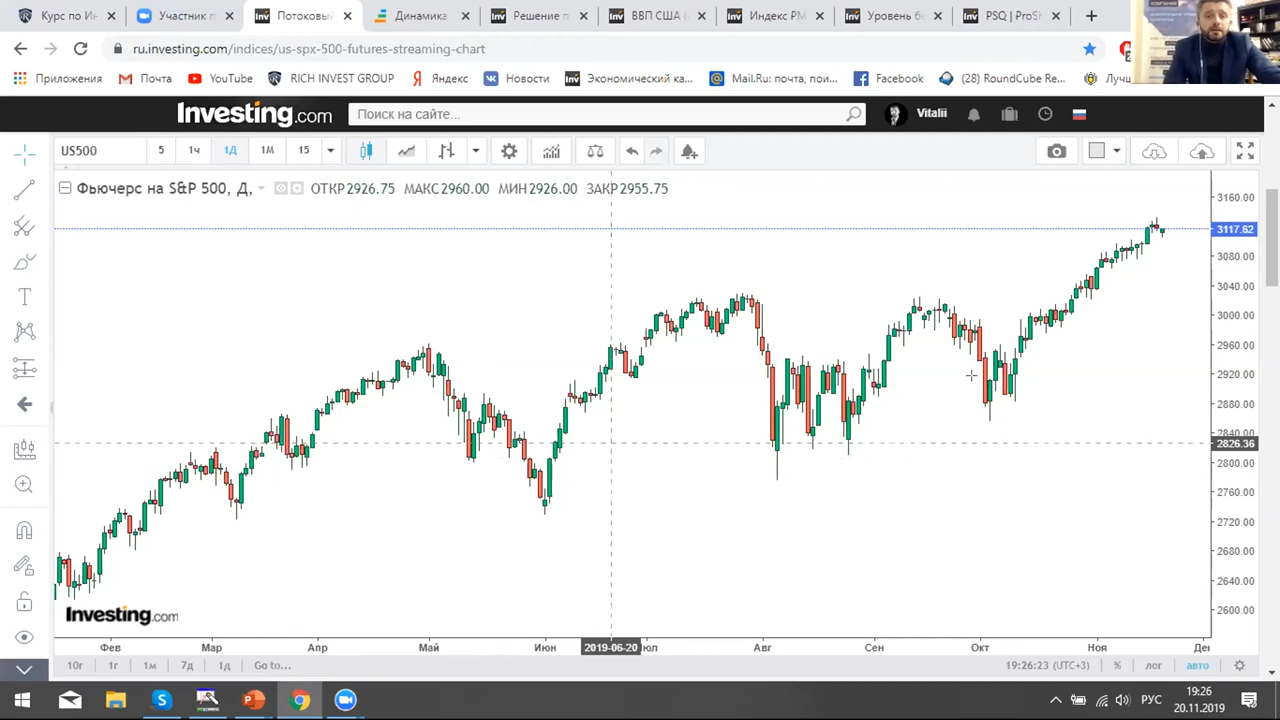 Курс по Ин
Участник п
Потоковы
Динамика
Решение п
ВВП США (
Индекс PM
Уровень
PSQ | ProSh
ru.investing.com/indices/us-spx-500-futures-streaming-chart
КОМПАНИЯ
Приложения
Почта
YouTube
RICH INVEST GROUP
Яндекс
Новости
Экономический ка...
Mail.Ru: почта, пои...
Facebook
(28) RoundCube Re...
Лучш
Investing.com
Поиск на сайте...
Vitalii
US500
5
1ч
1Д
1М
15
Фьючерс на S&P 500, Д,
ОТКР 2926.75 МАКС 2960.00 МИН 2926.00 ЗАКР 2955.75
3160.00
3117.62
3080.00
3040.00
3000.00
2960.00
2920.00
2880.00
2840.00
2826.36
2800.00
2760.00
2720.00
2680.00
2640.00
2600.00
Investing.com
Фев
Мар
Апр
Май
Июн
2019-06-20
юл
Авг
Сен
Окт
Ноя
Дек
10г
1г
1м
7д
1д
Go to...
19:26:23 (UTC+3)
%
лог
авто
РУС
19:26
20.11.2019